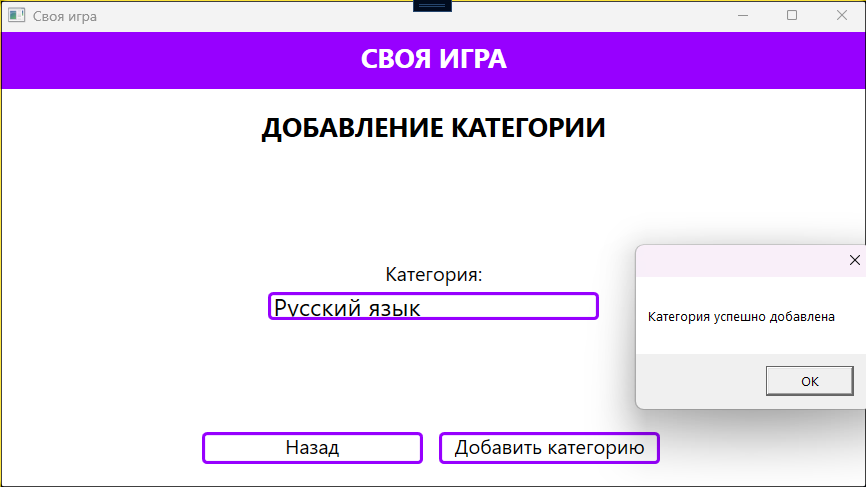 Своя игра
СВОЯ ИГРА
ДОБАВЛЕНИЕ КАТЕГОРИИ
Категория:
Русский язык
Категория успешно добавлена
OK
Назад
Добавить категорию